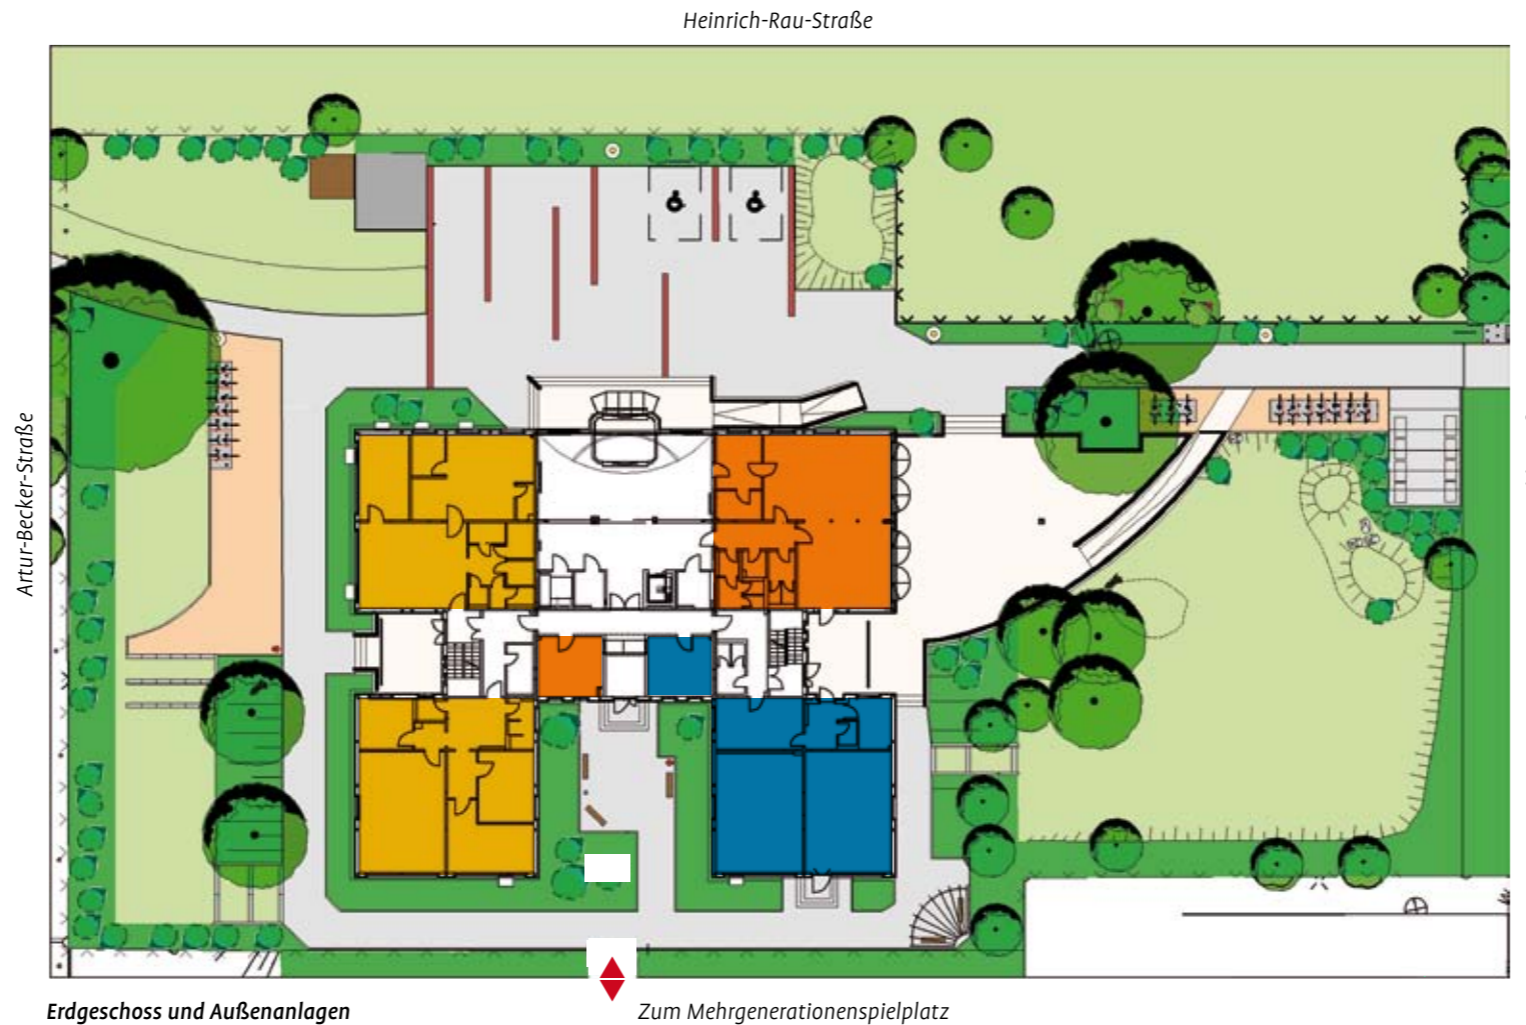 Heinrich-Rau-Straße
Artur-Becker-Straße
Erdgeschoss und Außenanlagen
Zum Mehrgenerationenspielplatz